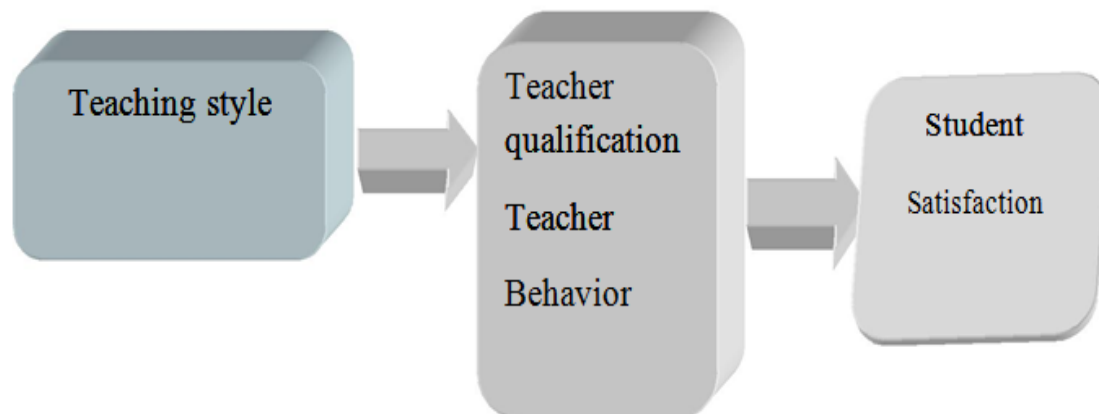 Teaching style
Teacher
qualification
Teacher
Behavior
Student
Satisfaction